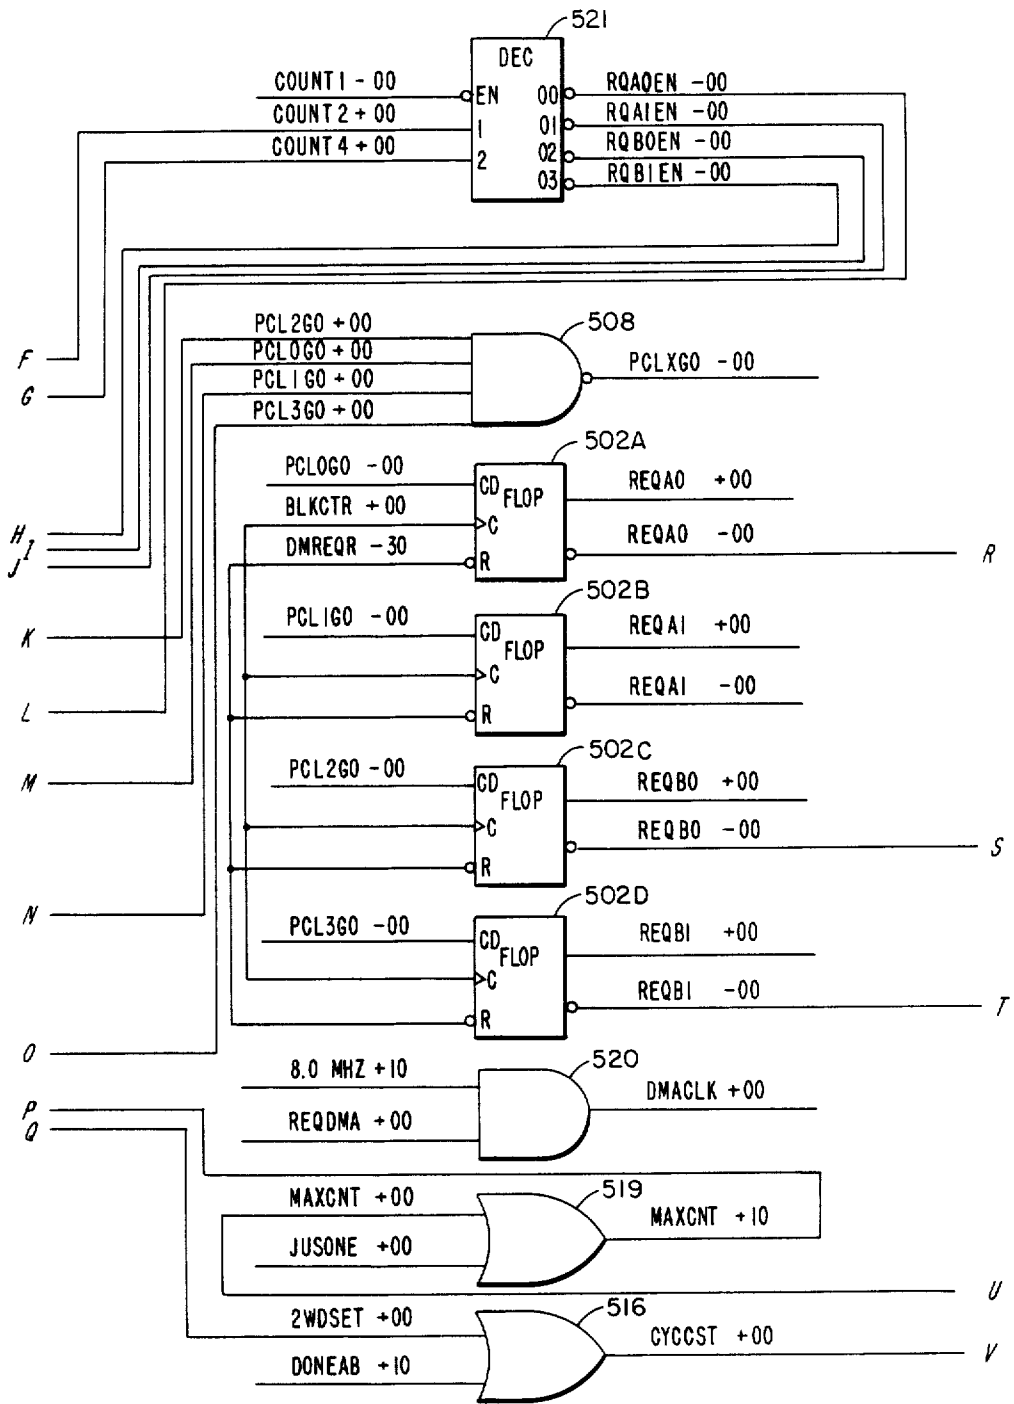 521
DEC
COUNT1 -00
EN
00
RQA0EN -00
COUNT2 +00
1
01
RQA1EN -00
COUNT4 +00
2
02
RQB0EN -00
03
RQB1EN -00
PCL2GO +00
508
F
PCL0GO +00
PCLXGO -00
PCL1GO +00
G
PCL3GO +00
502A
PCL0GO -00
CD
FLOP
REQA0 +00
BLKCTR +00
C
H
I
J
DMREQR -30
R
REQA0 -00
R
502B
PCL1GO -00
CD
FLOP
REQA1 +00
K
C
REQA1 -00
L
R
502C
PCL2GO -00
CD
FLOP
REQB0 +00
M
C
REQB0 -00
S
R
502D
N
PCL3GO -00
CD
FLOP
REQB1 +00
C
REQB1 -00
T
R
O
520
8.0 MHZ +10
DMACLK +00
P
REQDMA +00
Q
519
MAXCNT +00
MAXCNT +10
JUSONE +00
U
516
2WDSET +00
CYCCST +00
V
DONEAB +10